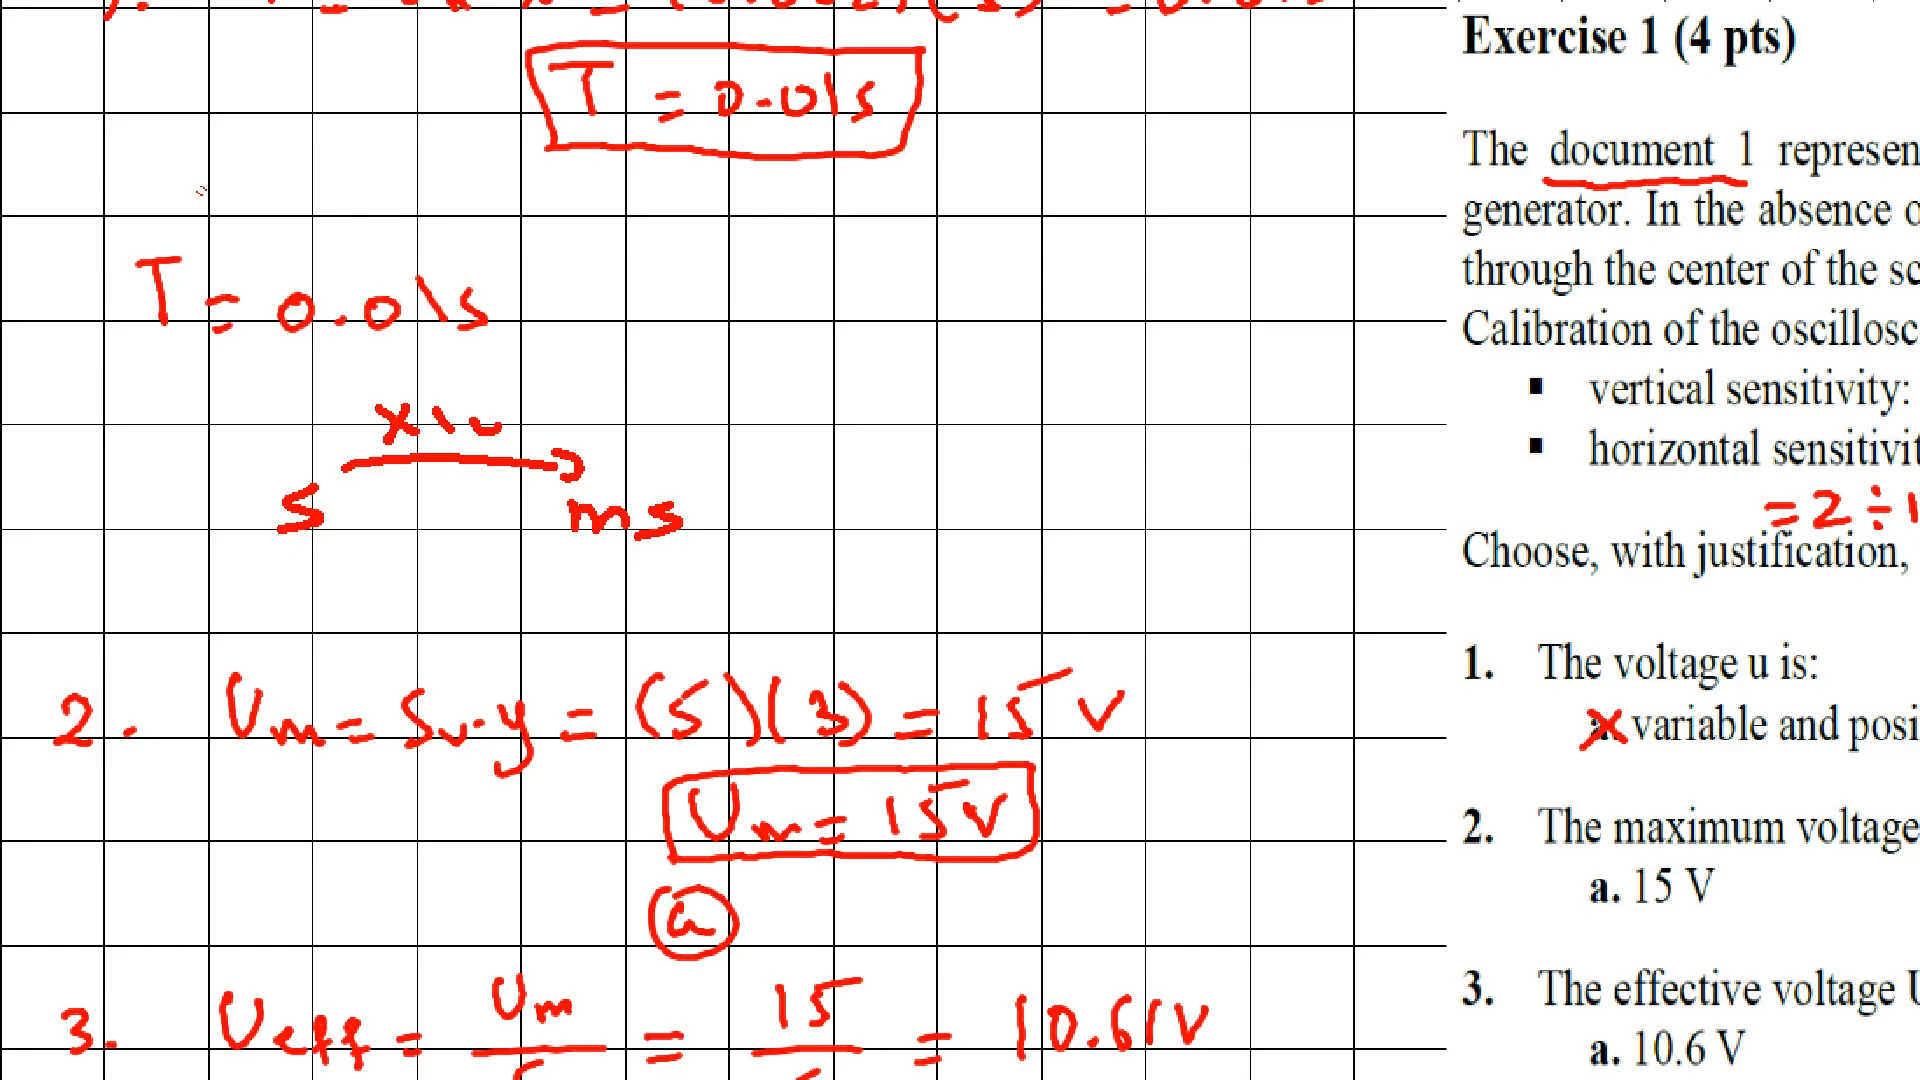 T = 0.01s
T = 0.01s
s ms
2. Um = Sv.y = (5)(3) = 15 V
Um = 15V
a
3. Ueff = Um = 15 = 10.61V
Exercise 1 (4 pts)
The document 1 represen
generator. In the absence o
through the center of the sc
Calibration of the oscillosc
▪ vertical sensitivity:
▪ horizontal sensitivit
= 2 ÷ 1
Choose, with justification,
1. The voltage u is:
a. variable and posi
2. The maximum voltage
a. 15 V
3. The effective voltage U
a. 10.6 V